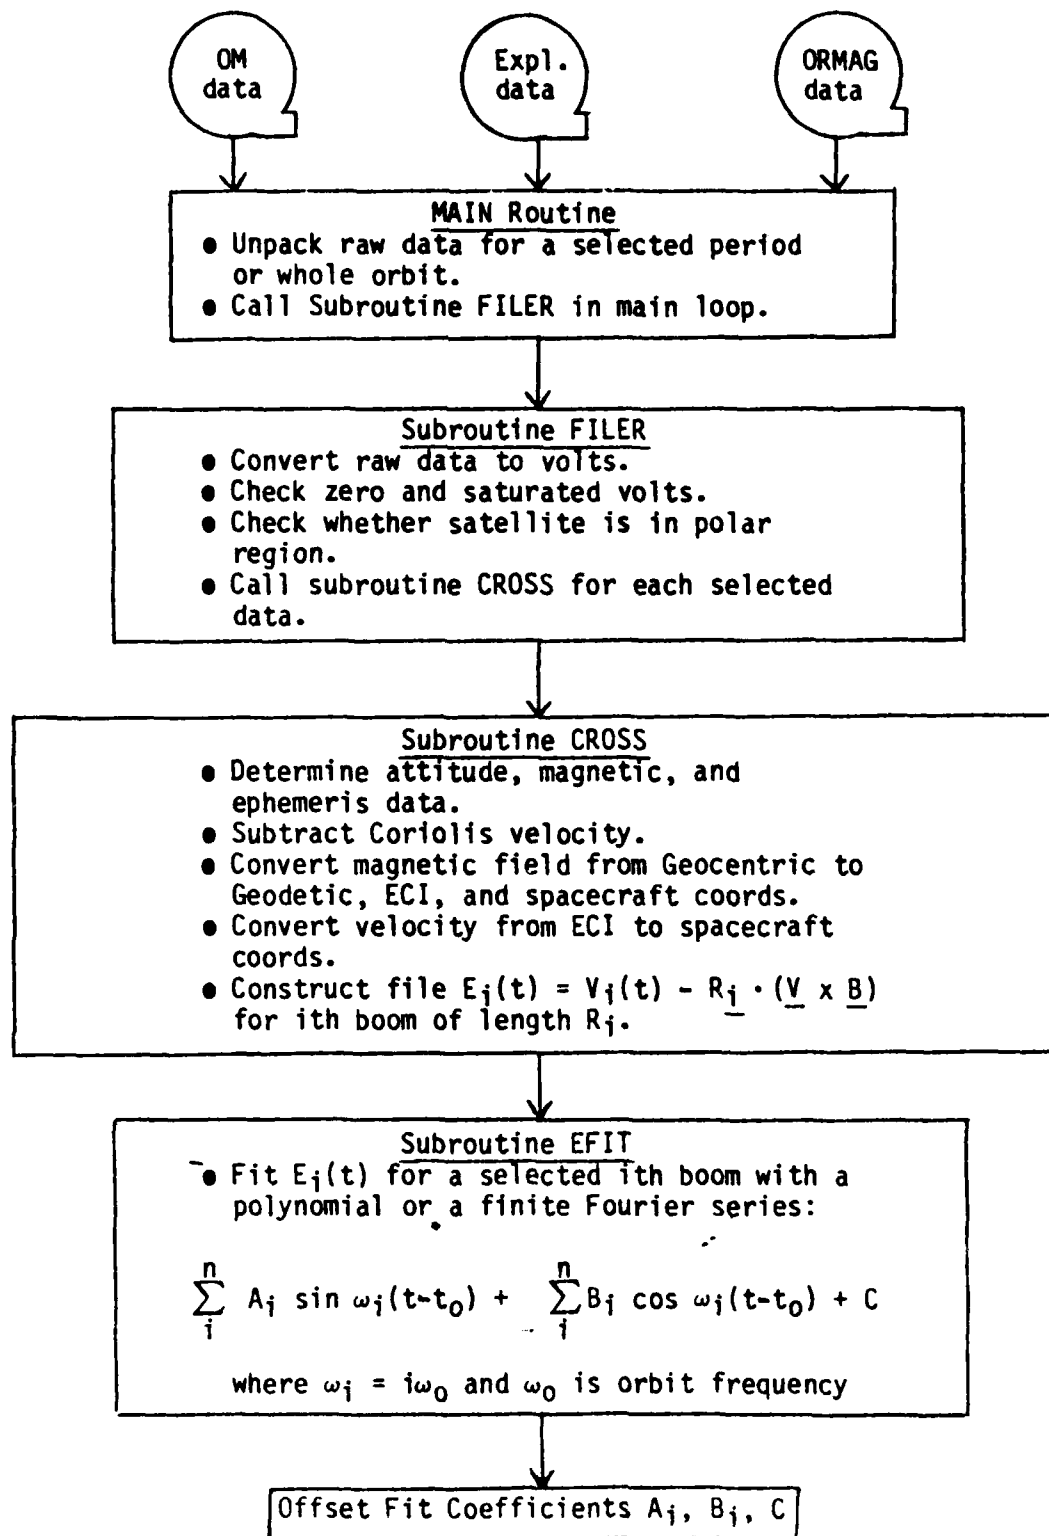 OM
data
Expl.
data
ORMAG
data
MAIN Routine
● Unpack raw data for a selected period
or whole orbit.
● Call Subroutine FILER in main loop.
Subroutine FILER
● Convert raw data to volts.
● Check zero and saturated volts.
● Check whether satellite is in polar
region.
● Call subroutine CROSS for each selected
data.
Subroutine CROSS
● Determine attitude, magnetic, and
ephemeris data.
● Subtract Coriolis velocity.
● Convert magnetic field from Geocentric to
Geodetic, ECI, and spacecraft coords.
● Convert velocity from ECI to spacecraft
coords.
● Construct file Eᵢ(t) = Vᵢ(t) - Rᵢ · (V x B)
for ith boom of length Rᵢ.
Subroutine EFIT
● Fit Eᵢ(t) for a selected ith boom with a
polynomial or a finite Fourier series:
n n
∑ Aᵢ sin ωᵢ(t-t₀) + ∑ Bᵢ cos ωᵢ(t-t₀) + C
i i
where ωᵢ = iω₀ and ω₀ is orbit frequency
Offset Fit Coefficients Aᵢ, Bᵢ, C